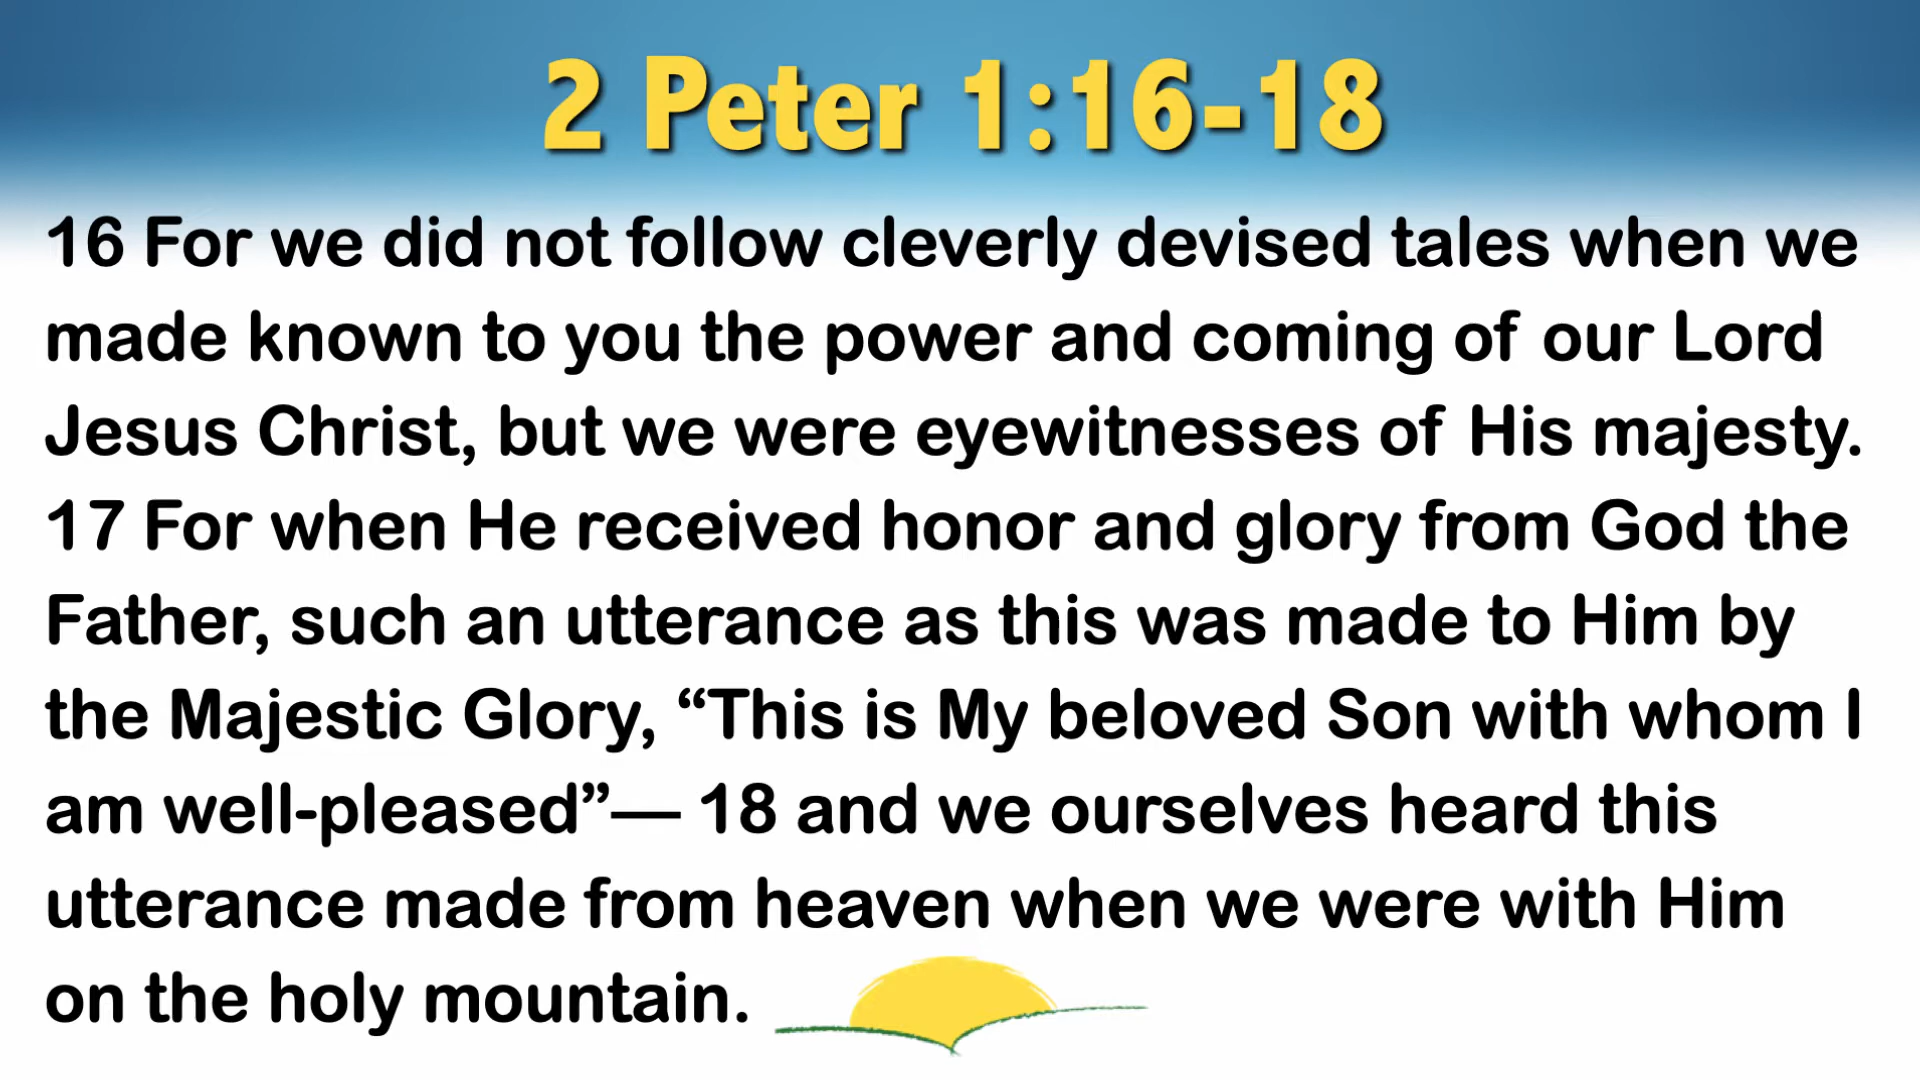 2 Peter 1:16-18
16 For we did not follow cleverly devised tales when we
made known to you the power and coming of our Lord
Jesus Christ, but we were eyewitnesses of His majesty.
17 For when He received honor and glory from God the
Father, such an utterance as this was made to Him by
the Majestic Glory, “This is My beloved Son with whom I
am well-pleased”— 18 and we ourselves heard this
utterance made from heaven when we were with Him
on the holy mountain.